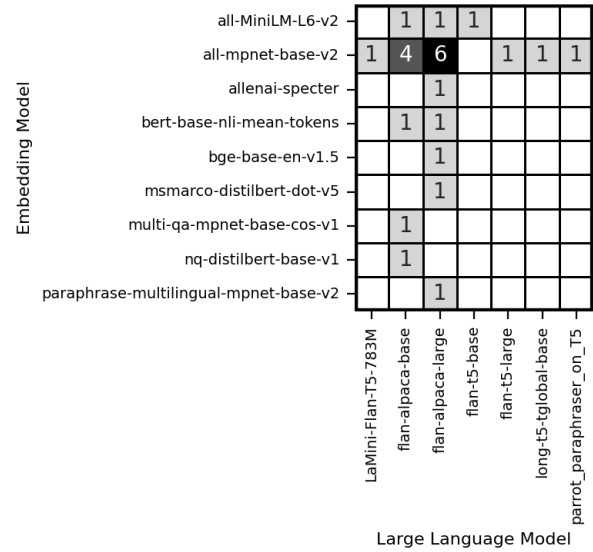 Embedding Model
all-MiniLM-L6-v2 1 1 1
all-mpnet-base-v2 1 4 6 1 1 1
allenai-specter 1
bert-base-nli-mean-tokens 1 1
bge-base-en-v1.5 1
msmarco-distilbert-dot-v5 1
multi-qa-mpnet-base-cos-v1 1
nq-distilbert-base-v1 1
paraphrase-multilingual-mpnet-base-v2 1
LaMini-Flan-T5-783M
flan-alpaca-base
flan-alpaca-large
flan-t5-base
flan-t5-large
long-t5-tglobal-base
parrot_paraphraser_on_T5
Large Language Model